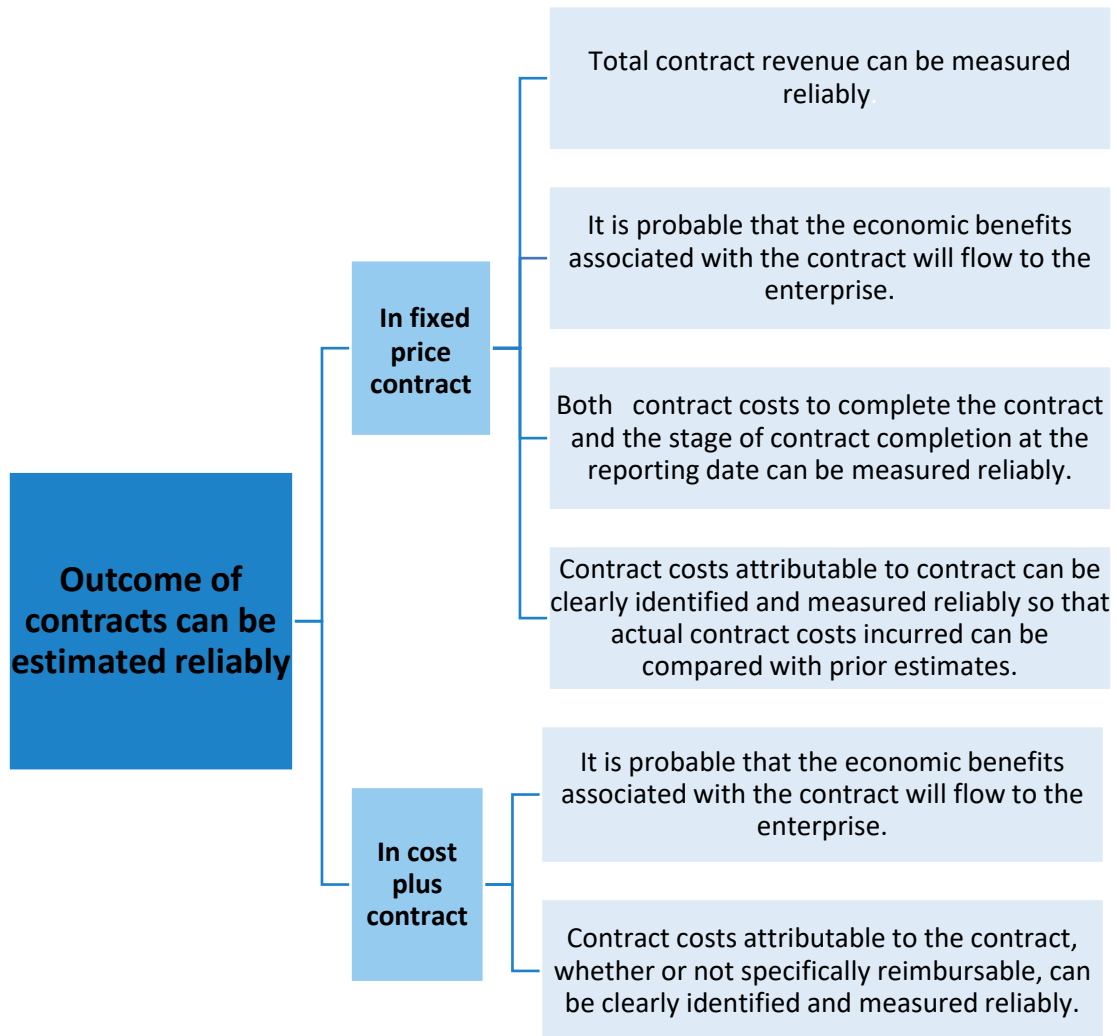 Outcome of
contracts can be
estimated reliably
In fixed
price
contract
Total contract revenue can be measured
reliably.
It is probable that the economic benefits
associated with the contract will flow to the
enterprise.
Both contract costs to complete the contract
and the stage of contract completion at the
reporting date can be measured reliably.
Contract costs attributable to contract can be
clearly identified and measured reliably so that
actual contract costs incurred can be
compared with prior estimates.
In cost
plus
contract
It is probable that the economic benefits
associated with the contract will flow to the
enterprise.
Contract costs attributable to the contract,
whether or not specifically reimbursable, can
be clearly identified and measured reliably.